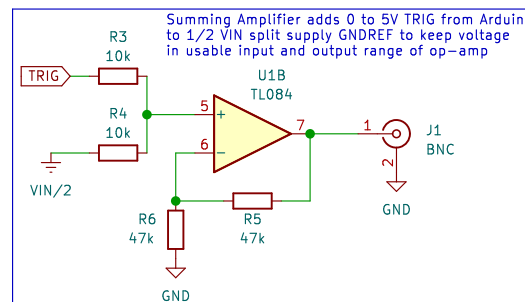 Summing Amplifier adds 0 to 5V TRIG from Arduin
to 1/2 VIN split supply GNDREF to keep voltage
in usable input and output range of op-amp
R3
10k
TRIG
U1B
TL084
R4
10k
5
+
7
6
-
1
J1
BNC
2
VIN/2
GND
R6
47k
R5
47k
GND